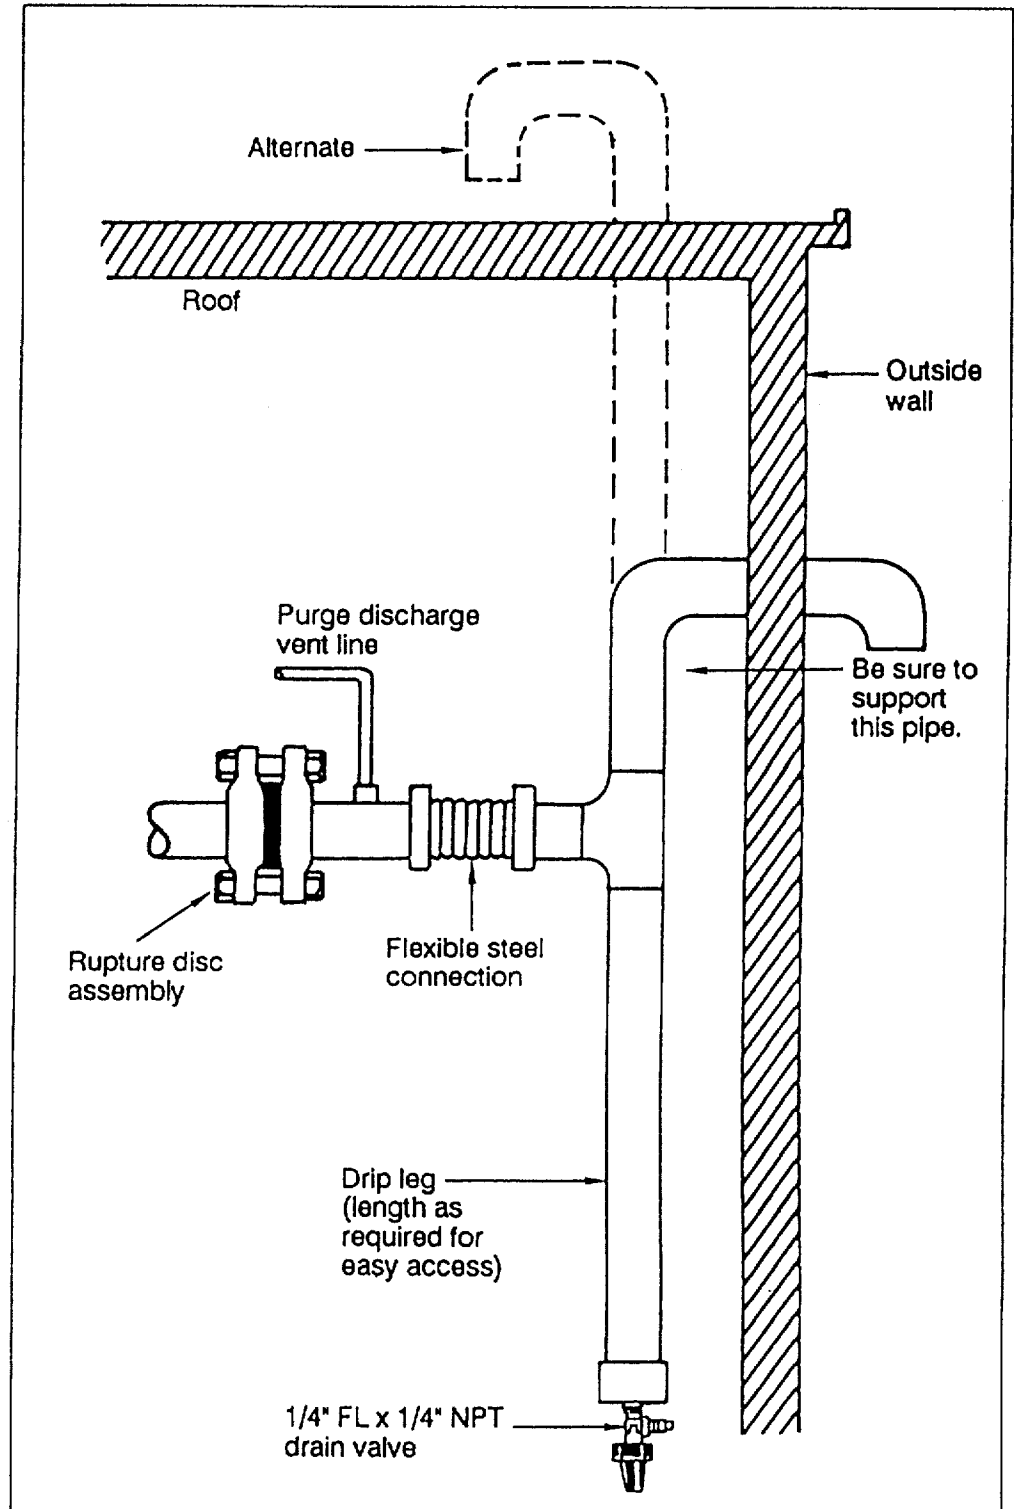 Alternate
Roof
Outside
wall
Purge discharge
vent line
Be sure to
support
this pipe.
Rupture disc
assembly
Flexible steel
connection
Drip leg
(length as
required for
easy access)
1/4" FL x 1/4" NPT
drain valve